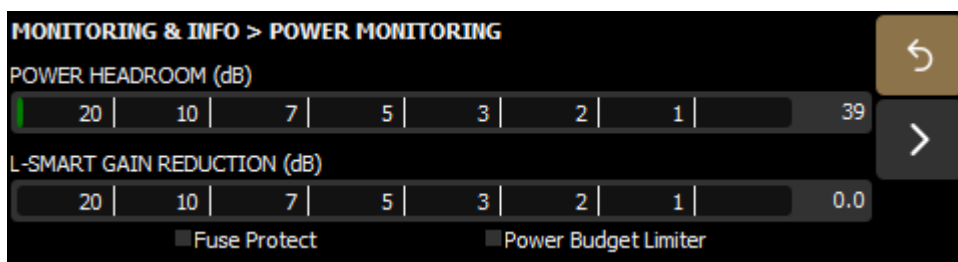 MONITORING & INFO > POWER MONITORING
POWER HEADROOM (dB)
20 10 7 5 3 2 1 39
L-SMART GAIN REDUCTION (dB)
20 10 7 5 3 2 1 0.0
Fuse Protect Power Budget Limiter